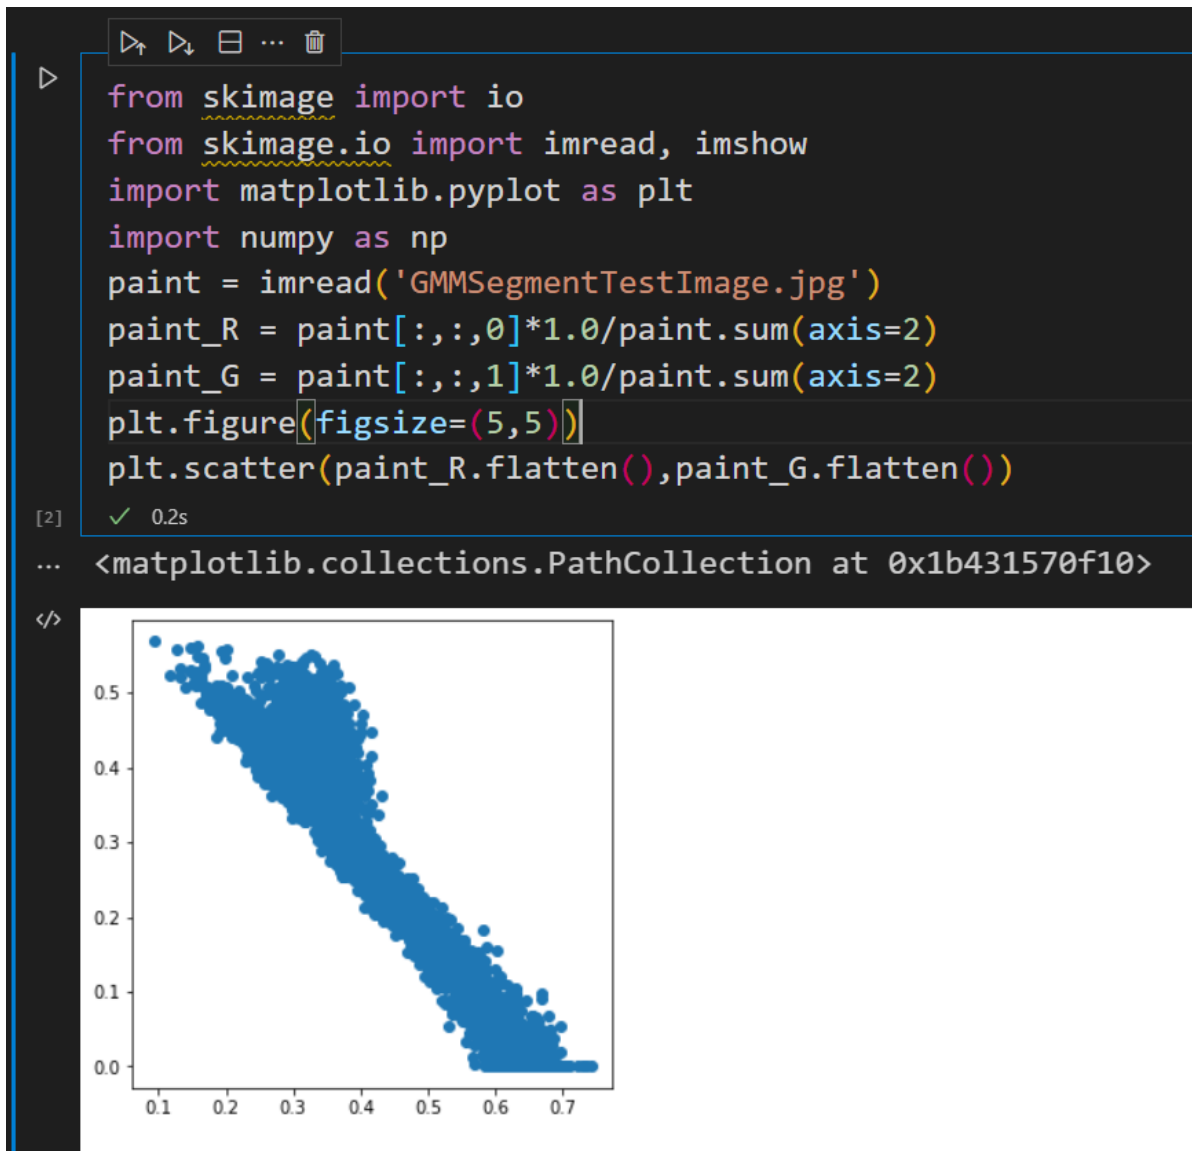 from skimage import io
from skimage.io import imread, imshow
import matplotlib.pyplot as plt
import numpy as np
paint = imread('GMMSegmentTestImage.jpg')
paint_R = paint[:,:,0]*1.0/paint.sum(axis=2)
paint_G = paint[:,:,1]*1.0/paint.sum(axis=2)
plt.figure(figsize=(5,5))
plt.scatter(paint_R.flatten(),paint_G.flatten())
[2] 0.2s
<matplotlib.collections.PathCollection at 0x1b431570f10>
0.5
0.4
0.3
0.2
0.1
0.0
0.1 0.2 0.3 0.4 0.5 0.6 0.7